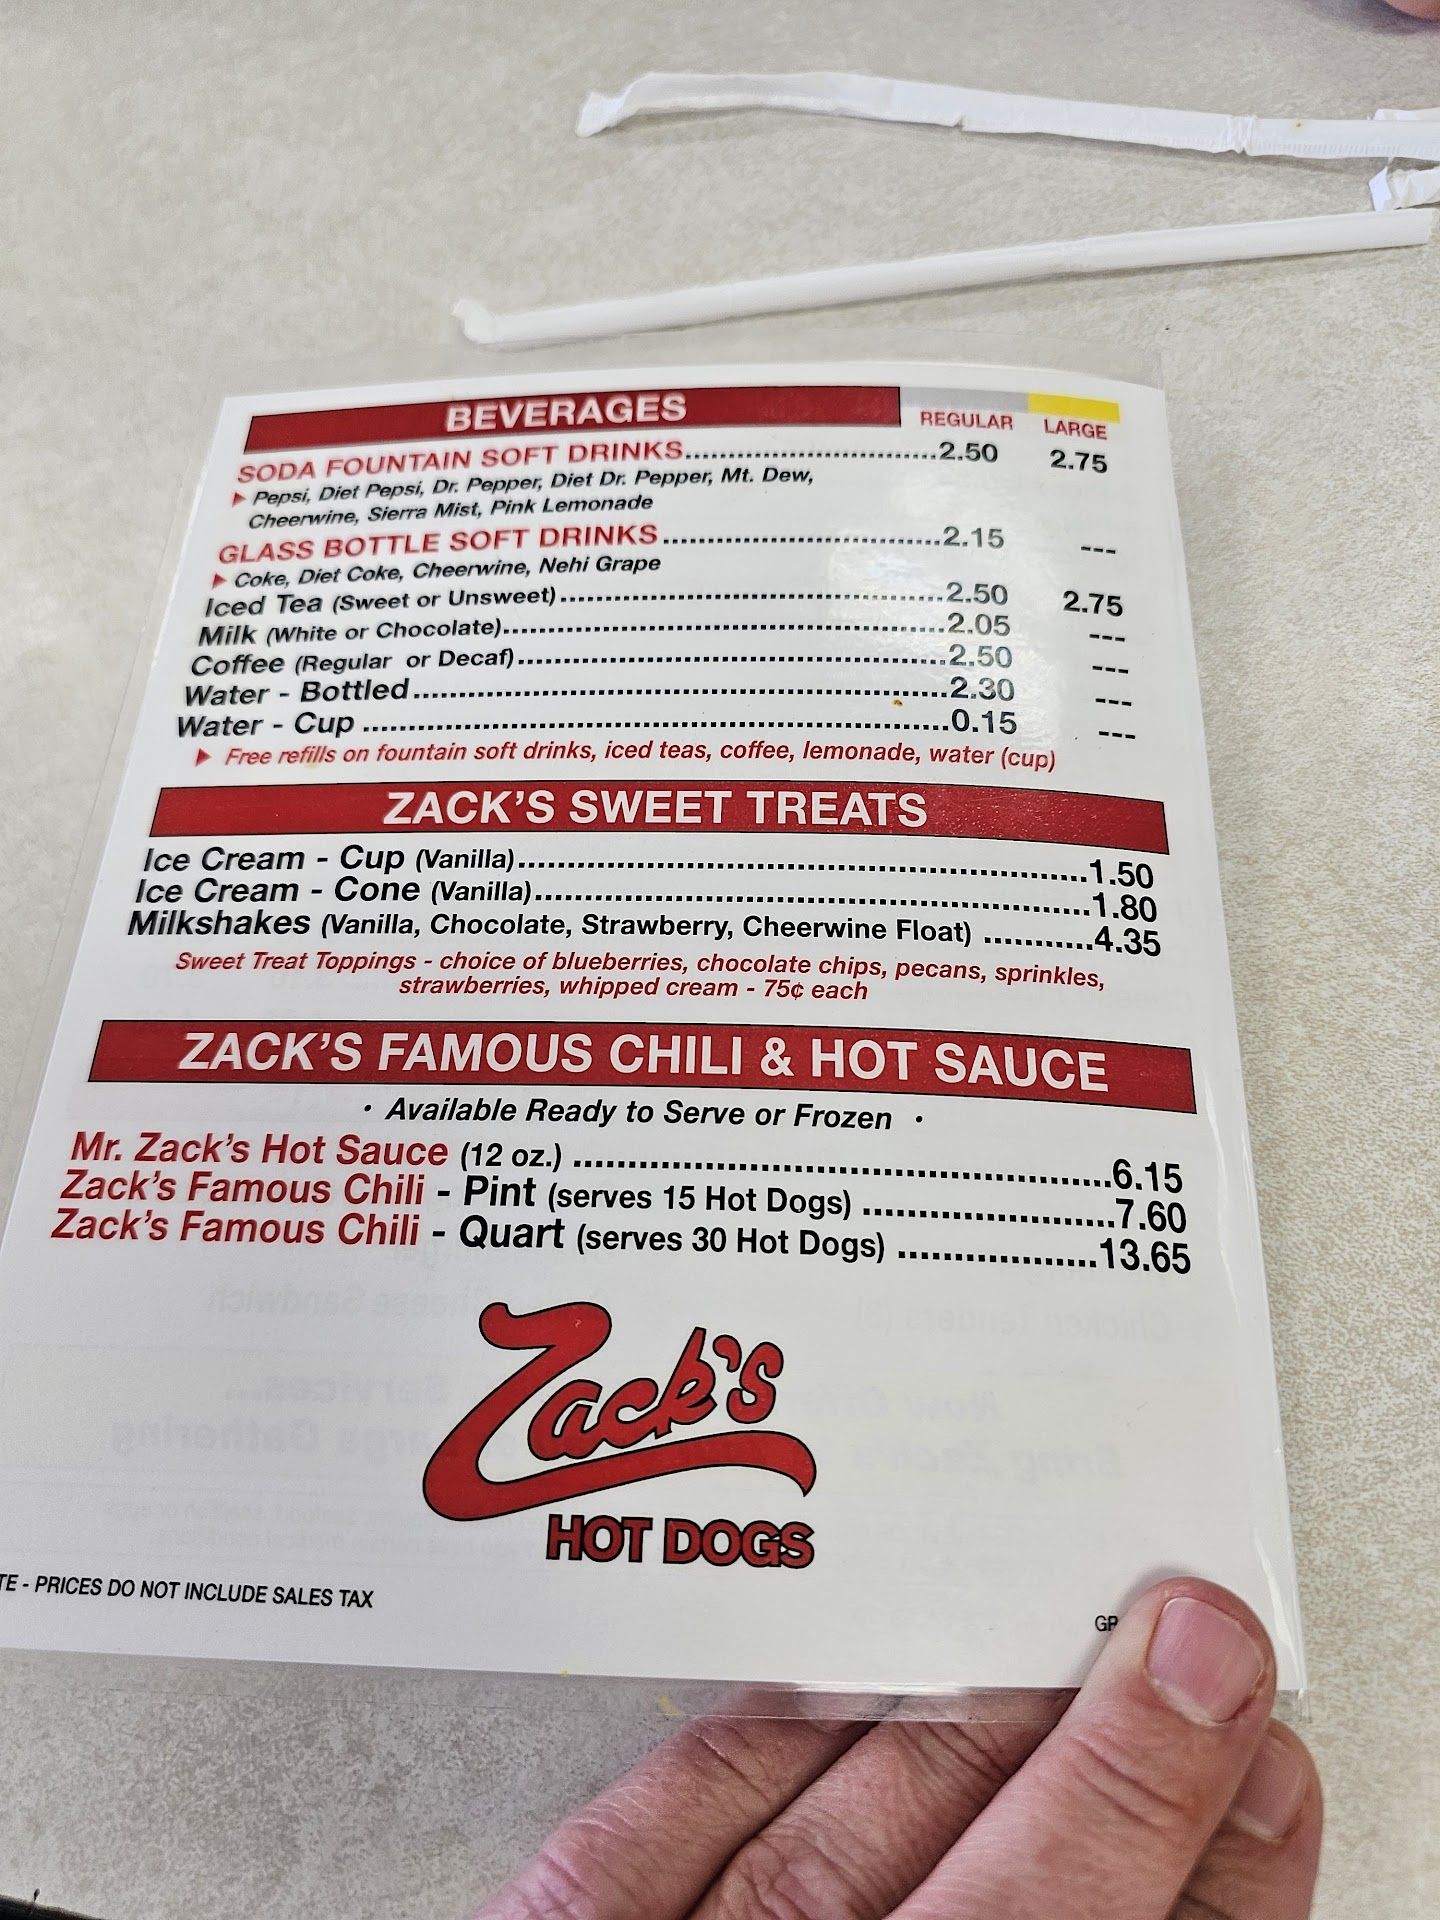 BEVERAGES REGULAR LARGE
SODA FOUNTAIN SOFT DRINKS..............................2.50 2.75
▶ Pepsi, Diet Pepsi, Dr. Pepper, Diet Dr. Pepper, Mt. Dew,
Cheerwine, Sierra Mist, Pink Lemonade
GLASS BOTTLE SOFT DRINKS.................................2.15 ---
▶ Coke, Diet Coke, Cheerwine, Nehi Grape
Iced Tea (Sweet or Unsweet)..............................................2.50 2.75
Milk (White or Chocolate)....................................................2.05 ---
Coffee (Regular or Decaf)...................................................2.50 ---
Water - Bottled................................................................2.30 ---
Water - Cup ......................................................................0.15 ---
▶ Free refills on fountain soft drinks, iced teas, coffee, lemonade, water (cup)
ZACK'S SWEET TREATS
Ice Cream - Cup (Vanilla)....................................................................1.50
Ice Cream - Cone (Vanilla)..................................................................1.80
Milkshakes (Vanilla, Chocolate, Strawberry, Cheerwine Float) ...........4.35
Sweet Treat Toppings - choice of blueberries, chocolate chips, pecans, sprinkles,
strawberries, whipped cream - 75¢ each
ZACK'S FAMOUS CHILI & HOT SAUCE
• Available Ready to Serve or Frozen •
Mr. Zack's Hot Sauce (12 oz.) ..........................................................6.15
Zack's Famous Chili - Pint (serves 15 Hot Dogs) .......................7.60
Zack's Famous Chili - Quart (serves 30 Hot Dogs) ..................13.65
Zack's
HOT DOGS
TE - PRICES DO NOT INCLUDE SALES TAX